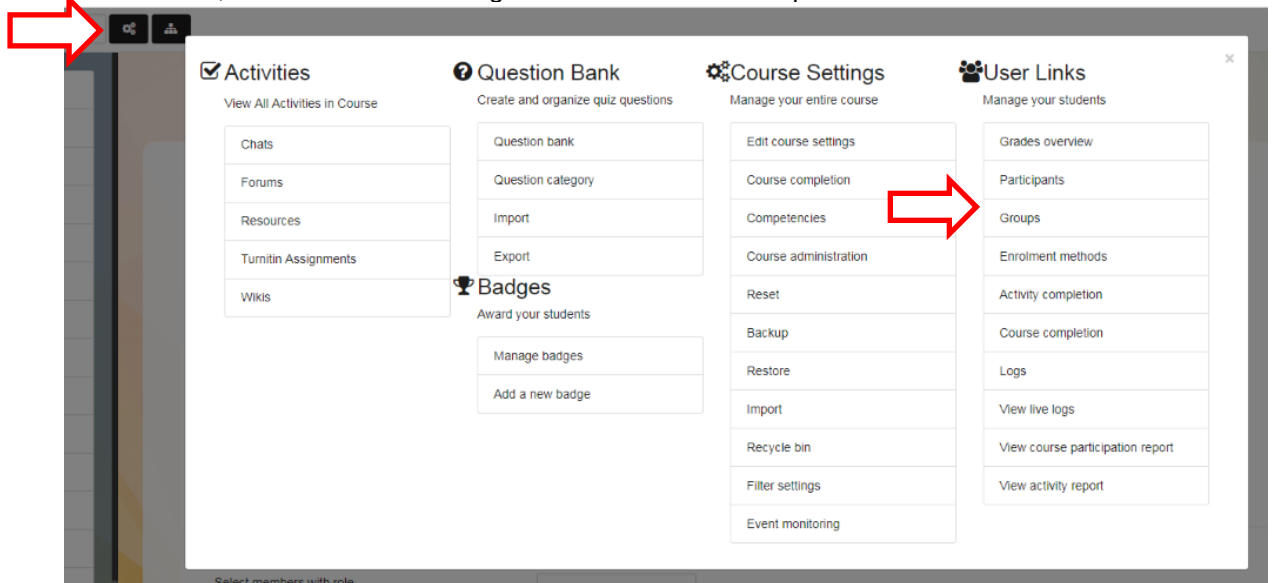 Activities
View All Activities in Course
Chats
Forums
Resources
Turnitin Assignments
Wikis
Question Bank
Create and organize quiz questions
Question bank
Question category
Import
Export
Badges
Award your students
Manage badges
Add a new badge
Course Settings
Manage your entire course
Edit course settings
Course completion
Competencies
Course administration
Reset
Backup
Restore
Import
Recycle bin
Filter settings
Event monitoring
User Links
Manage your students
Grades overview
Participants
Groups
Enrolment methods
Activity completion
Course completion
Logs
View live logs
View course participation report
View activity report
×
Select members with role